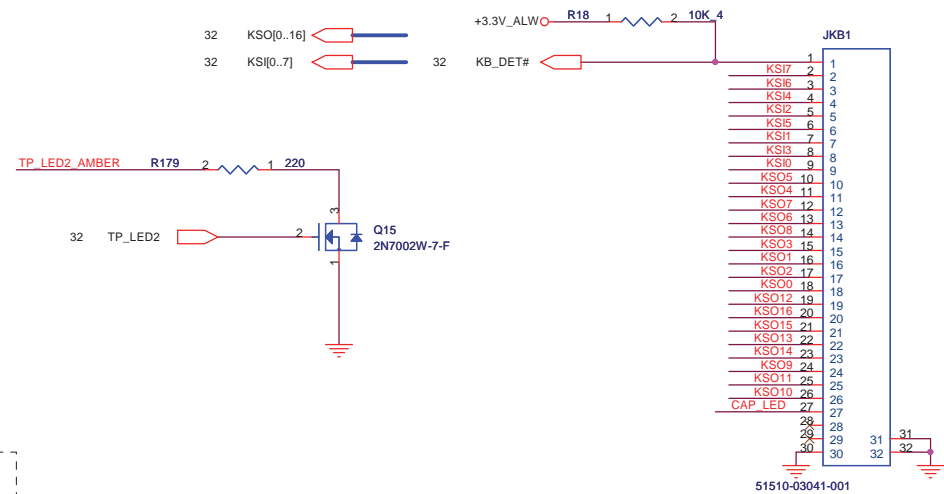 +3.3V_ALW R18 1 2 10K_4
32 KSO[0..16]
32 KSI[0..7]
32 KB_DET#
JKB1
1 1
KSI7 2 2
KSI6 3 3
KSI4 4 4
KSI2 5 5
KSI5 6 6
KSI1 7 7
KSI3 8 8
KSI0 9 9
KSO5 10 10
KSO4 11 11
KSO7 12 12
KSO6 13 13
KSO8 14 14
KSO3 15 15
KSO1 16 16
KSO2 17 17
KSO0 18 18
KSO12 19 19
KSO16 20 20
KSO15 21 21
KSO13 22 22
KSO14 23 23
KSO9 24 24
KSO11 25 25
KSO10 26 26
CAP_LED 27 27
28 28
29 29
30 30
31 31
32 32
51510-03041-001
TP_LED2_AMBER R179 2 1 220
3
32 TP_LED2 2
Q15
2N7002W-7-F
1